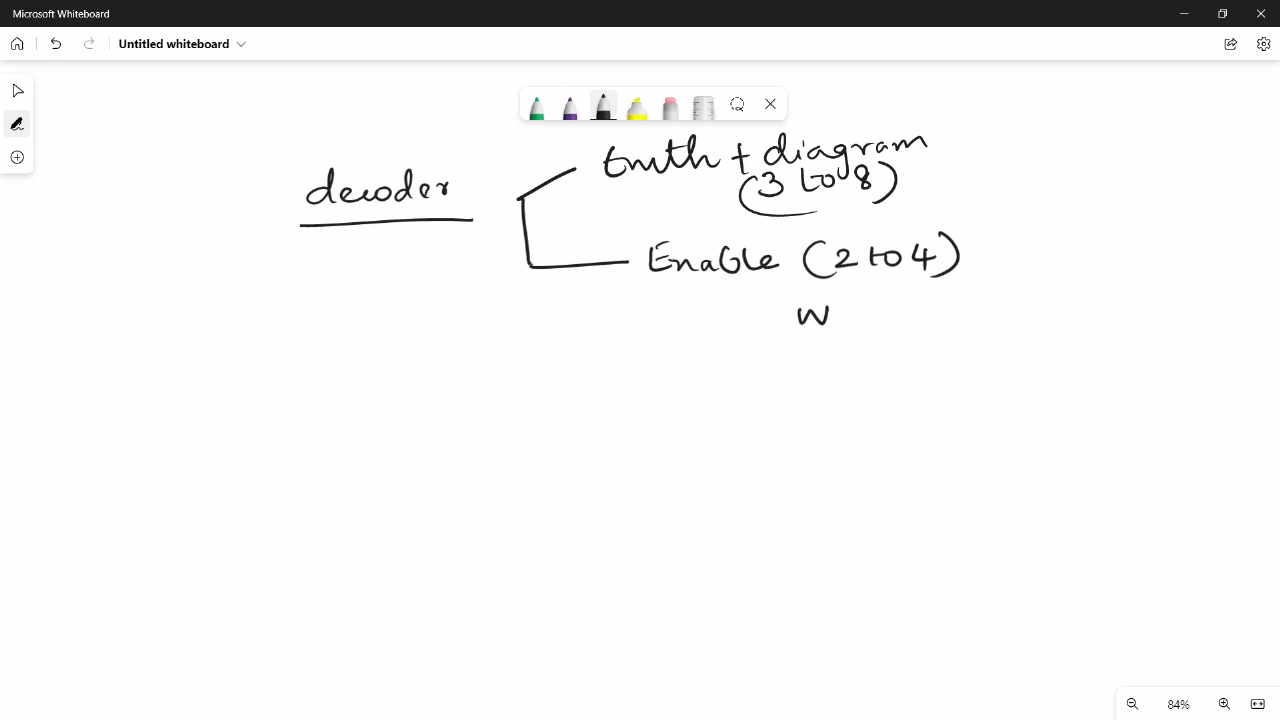 Microsoft Whiteboard
Untitled whiteboard
decoder
truth + diagram
(3 to 8)
Enable (2 to 4)
W
84%